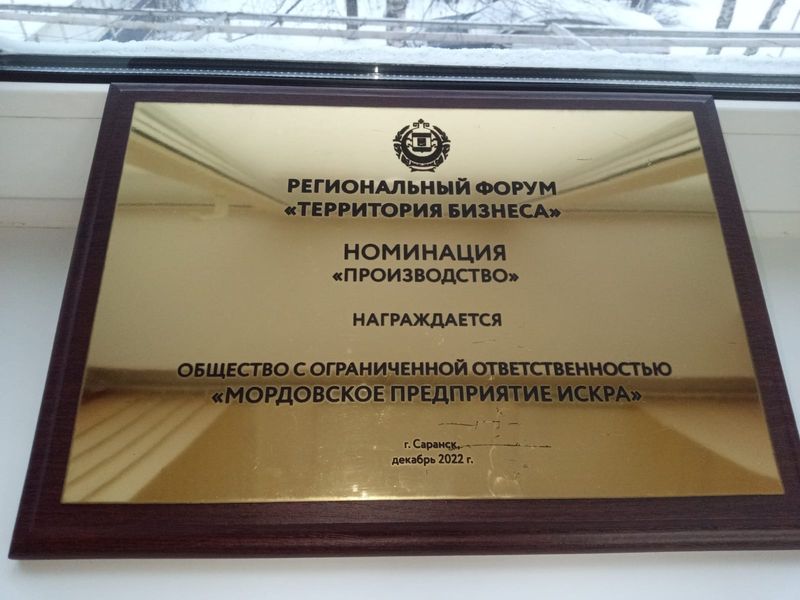 РЕГИОНАЛЬНЫЙ ФОРУМ
«ТЕРРИТОРИЯ БИЗНЕСА»
НОМИНАЦИЯ
«ПРОИЗВОДСТВО»
НАГРАЖДАЕТСЯ
ОБЩЕСТВО С ОГРАНИЧЕННОЙ ОТВЕТСТВЕННОСТЬЮ
«МОРДОВСКОЕ ПРЕДПРИЯТИЕ ИСКРА»
г. Саранск,
декабрь 2022 г.